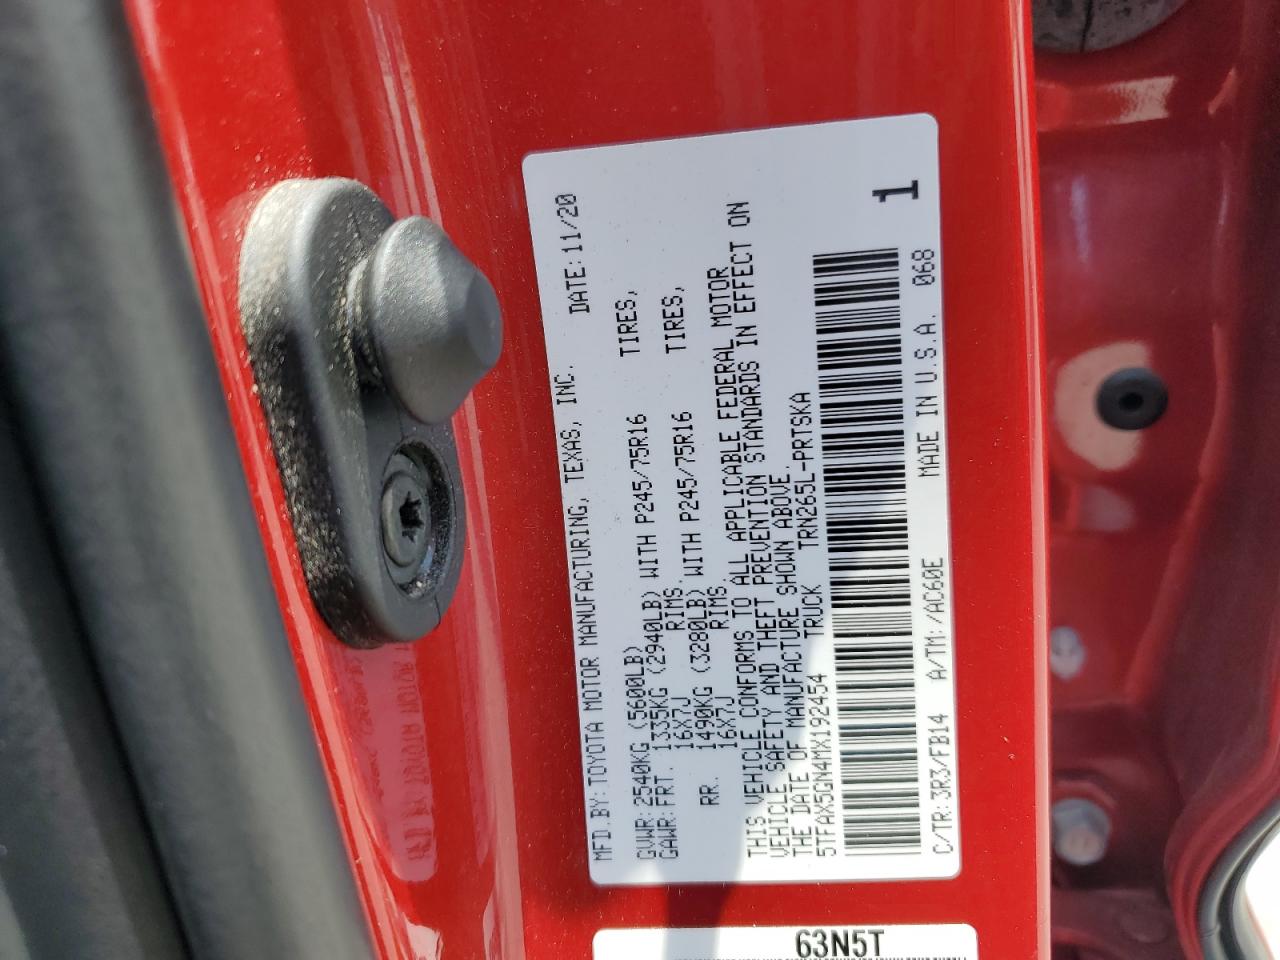 MFD.BY: TOYOTA MOTOR MANUFACTURING, TEXAS, INC. DATE: 11/20
GVWR: 2540KG (5600LB)
GAWR: FRT. 1335KG (2940LB) WITH P245/75R16 TIRES,
16X7J RIMS.
RR. 1490KG (3280LB) WITH P245/75R16 TIRES,
16X7J RIMS.
THIS VEHICLE CONFORMS TO ALL APPLICABLE FEDERAL MOTOR
VEHICLE SAFETY AND THEFT PREVENTION STANDARDS IN EFFECT ON
THE DATE OF MANUFACTURE SHOWN ABOVE.
5TFAX5GN4MX192454 TRUCK TRN265L-PRTSKA
1
C/TR: 3R3/FB14 A/TM: /AC60E MADE IN U.S.A. 068
63N5T